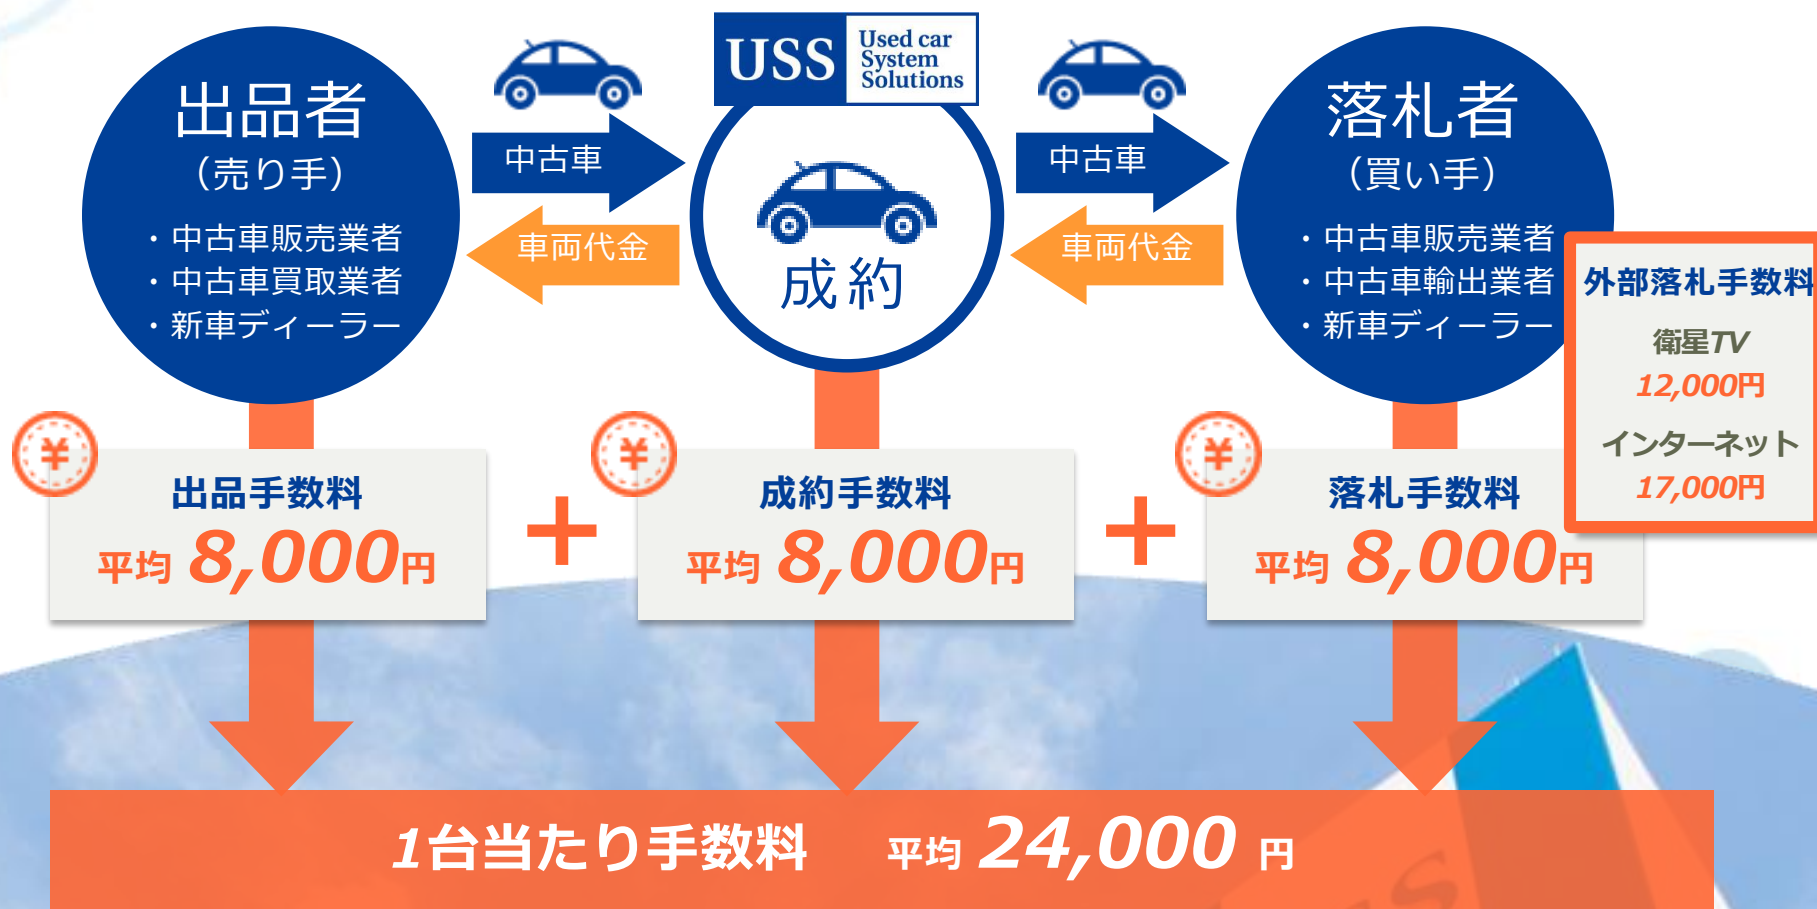 出品者
（売り手）
・中古車販売業者
・中古車買取業者
・新車ディーラー
中古車
車両代金
USS
Used car
System
Solutions
成約
中古車
車両代金
落札者
（買い手）
・中古車販売業者
・中古車輸出業者
・新車ディーラー
外部落札手数料
衛星TV
12,000円
インターネット
17,000円
¥
出品手数料
平均 8,000円
+
¥
成約手数料
平均 8,000円
+
¥
落札手数料
平均 8,000円
1台当たり手数料 平均 24,000 円